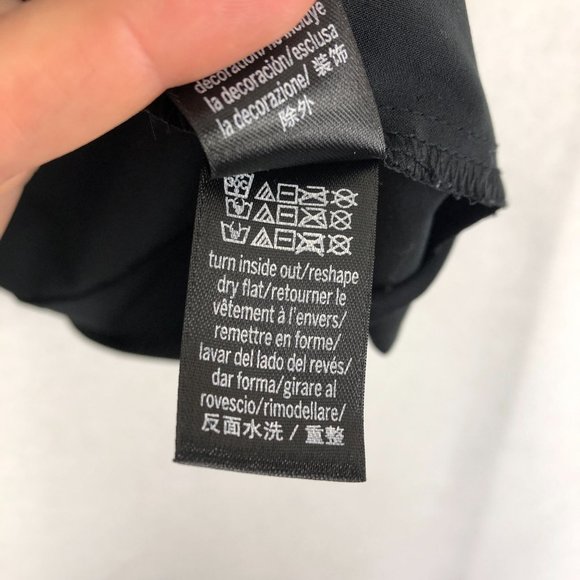 decoration/no incluye
la decoración/esclusa
la decorazione/ 装饰
除外
30C
turn inside out/reshape
dry flat/retourner le
vêtement à l'envers/
remettre en forme/
lavar del lado del revés/
dar forma/girare al
rovescio/rimodellare/
反面水洗 / 重整